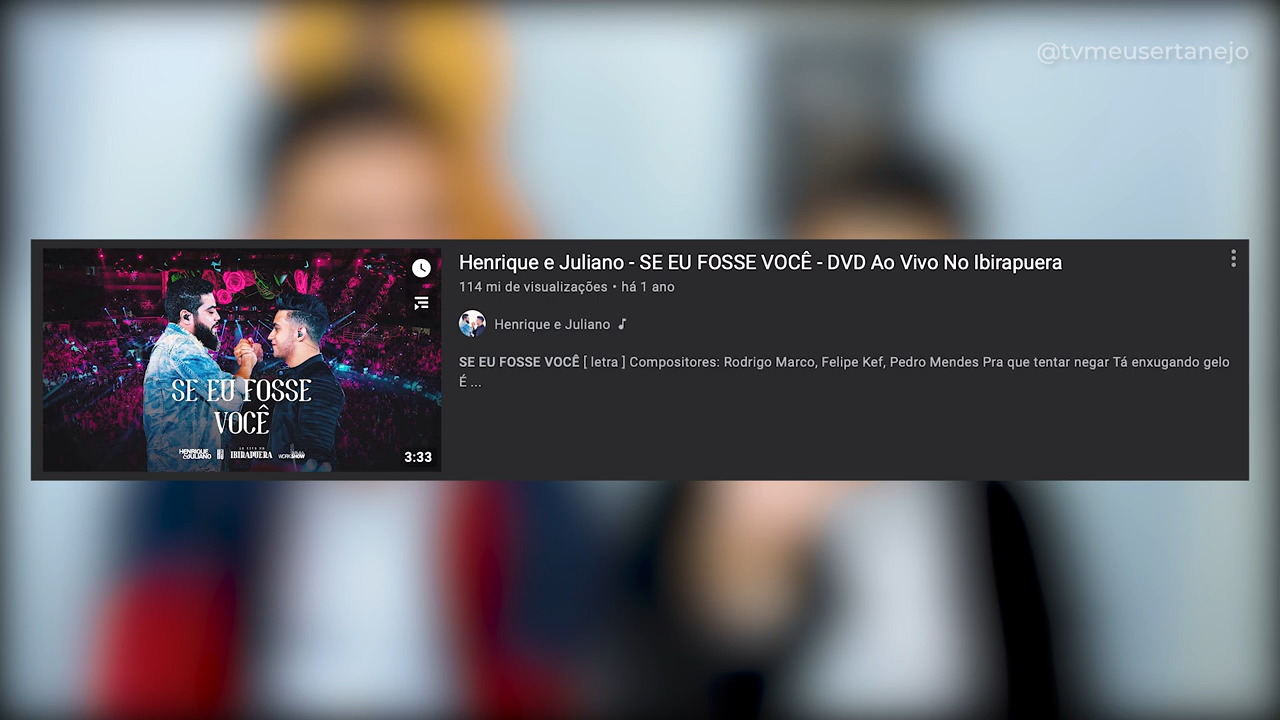 @tvmeusertanejo
Henrique e Juliano - SE EU FOSSE VOCÊ - DVD Ao Vivo No Ibirapuera
114 mi de visualizações • há 1 ano
Henrique e Juliano
SE EU FOSSE VOCÊ [ letra ] Compositores: Rodrigo Marco, Felipe Kef, Pedro Mendes Pra que tentar negar Tá enxugando gelo
É ...
SE EU FOSSE
VOCÊ
HENRIQUE
&JULIANO
IBIRAPUERA
WORKSHOW
3:33